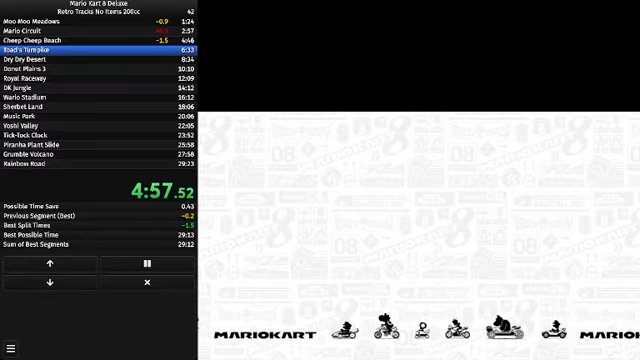 Mario Kart 8 Deluxe
Retro Tracks No Items 200cc 42
Moo Moo Meadows −0.9 1:24
Mario Circuit 2:57
Cheep Cheep Beach −1.5 4:46
Toad's Turnpike 6:33
Dry Dry Desert 8:34
Donut Plains 3 10:10
Royal Raceway 12:09
DK Jungle 14:12
Wario Stadium 16:12
Sherbet Land 18:06
Music Park 20:06
Yoshi Valley 22:05
Tick-Tock Clock 23:52
Piranha Plant Slide 25:58
Grumble Volcano 27:58
Rainbow Road 29:23
4:57.52
Possible Time Save 0.43
Previous Segment (Best) −0.2
Best Split Times −1.5
Best Possible Time 29:13
Sum of Best Segments 29:12
MARIOKART MARIOKART